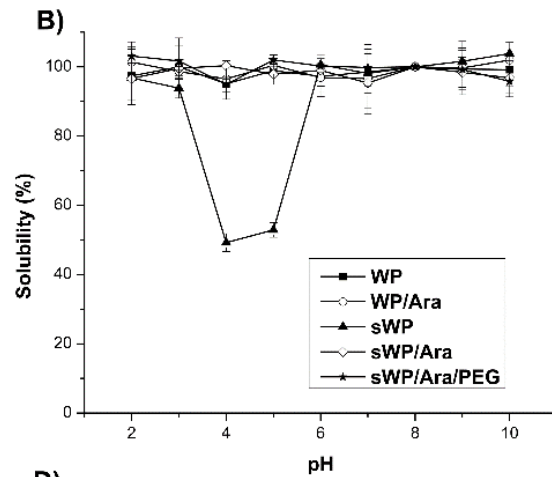 B)
100
80
60
40
20
0
Solubility (%)
WP
WP/Ara
sWP
sWP/Ara
sWP/Ara/PEG
2 4 6 8 10
pH
D)